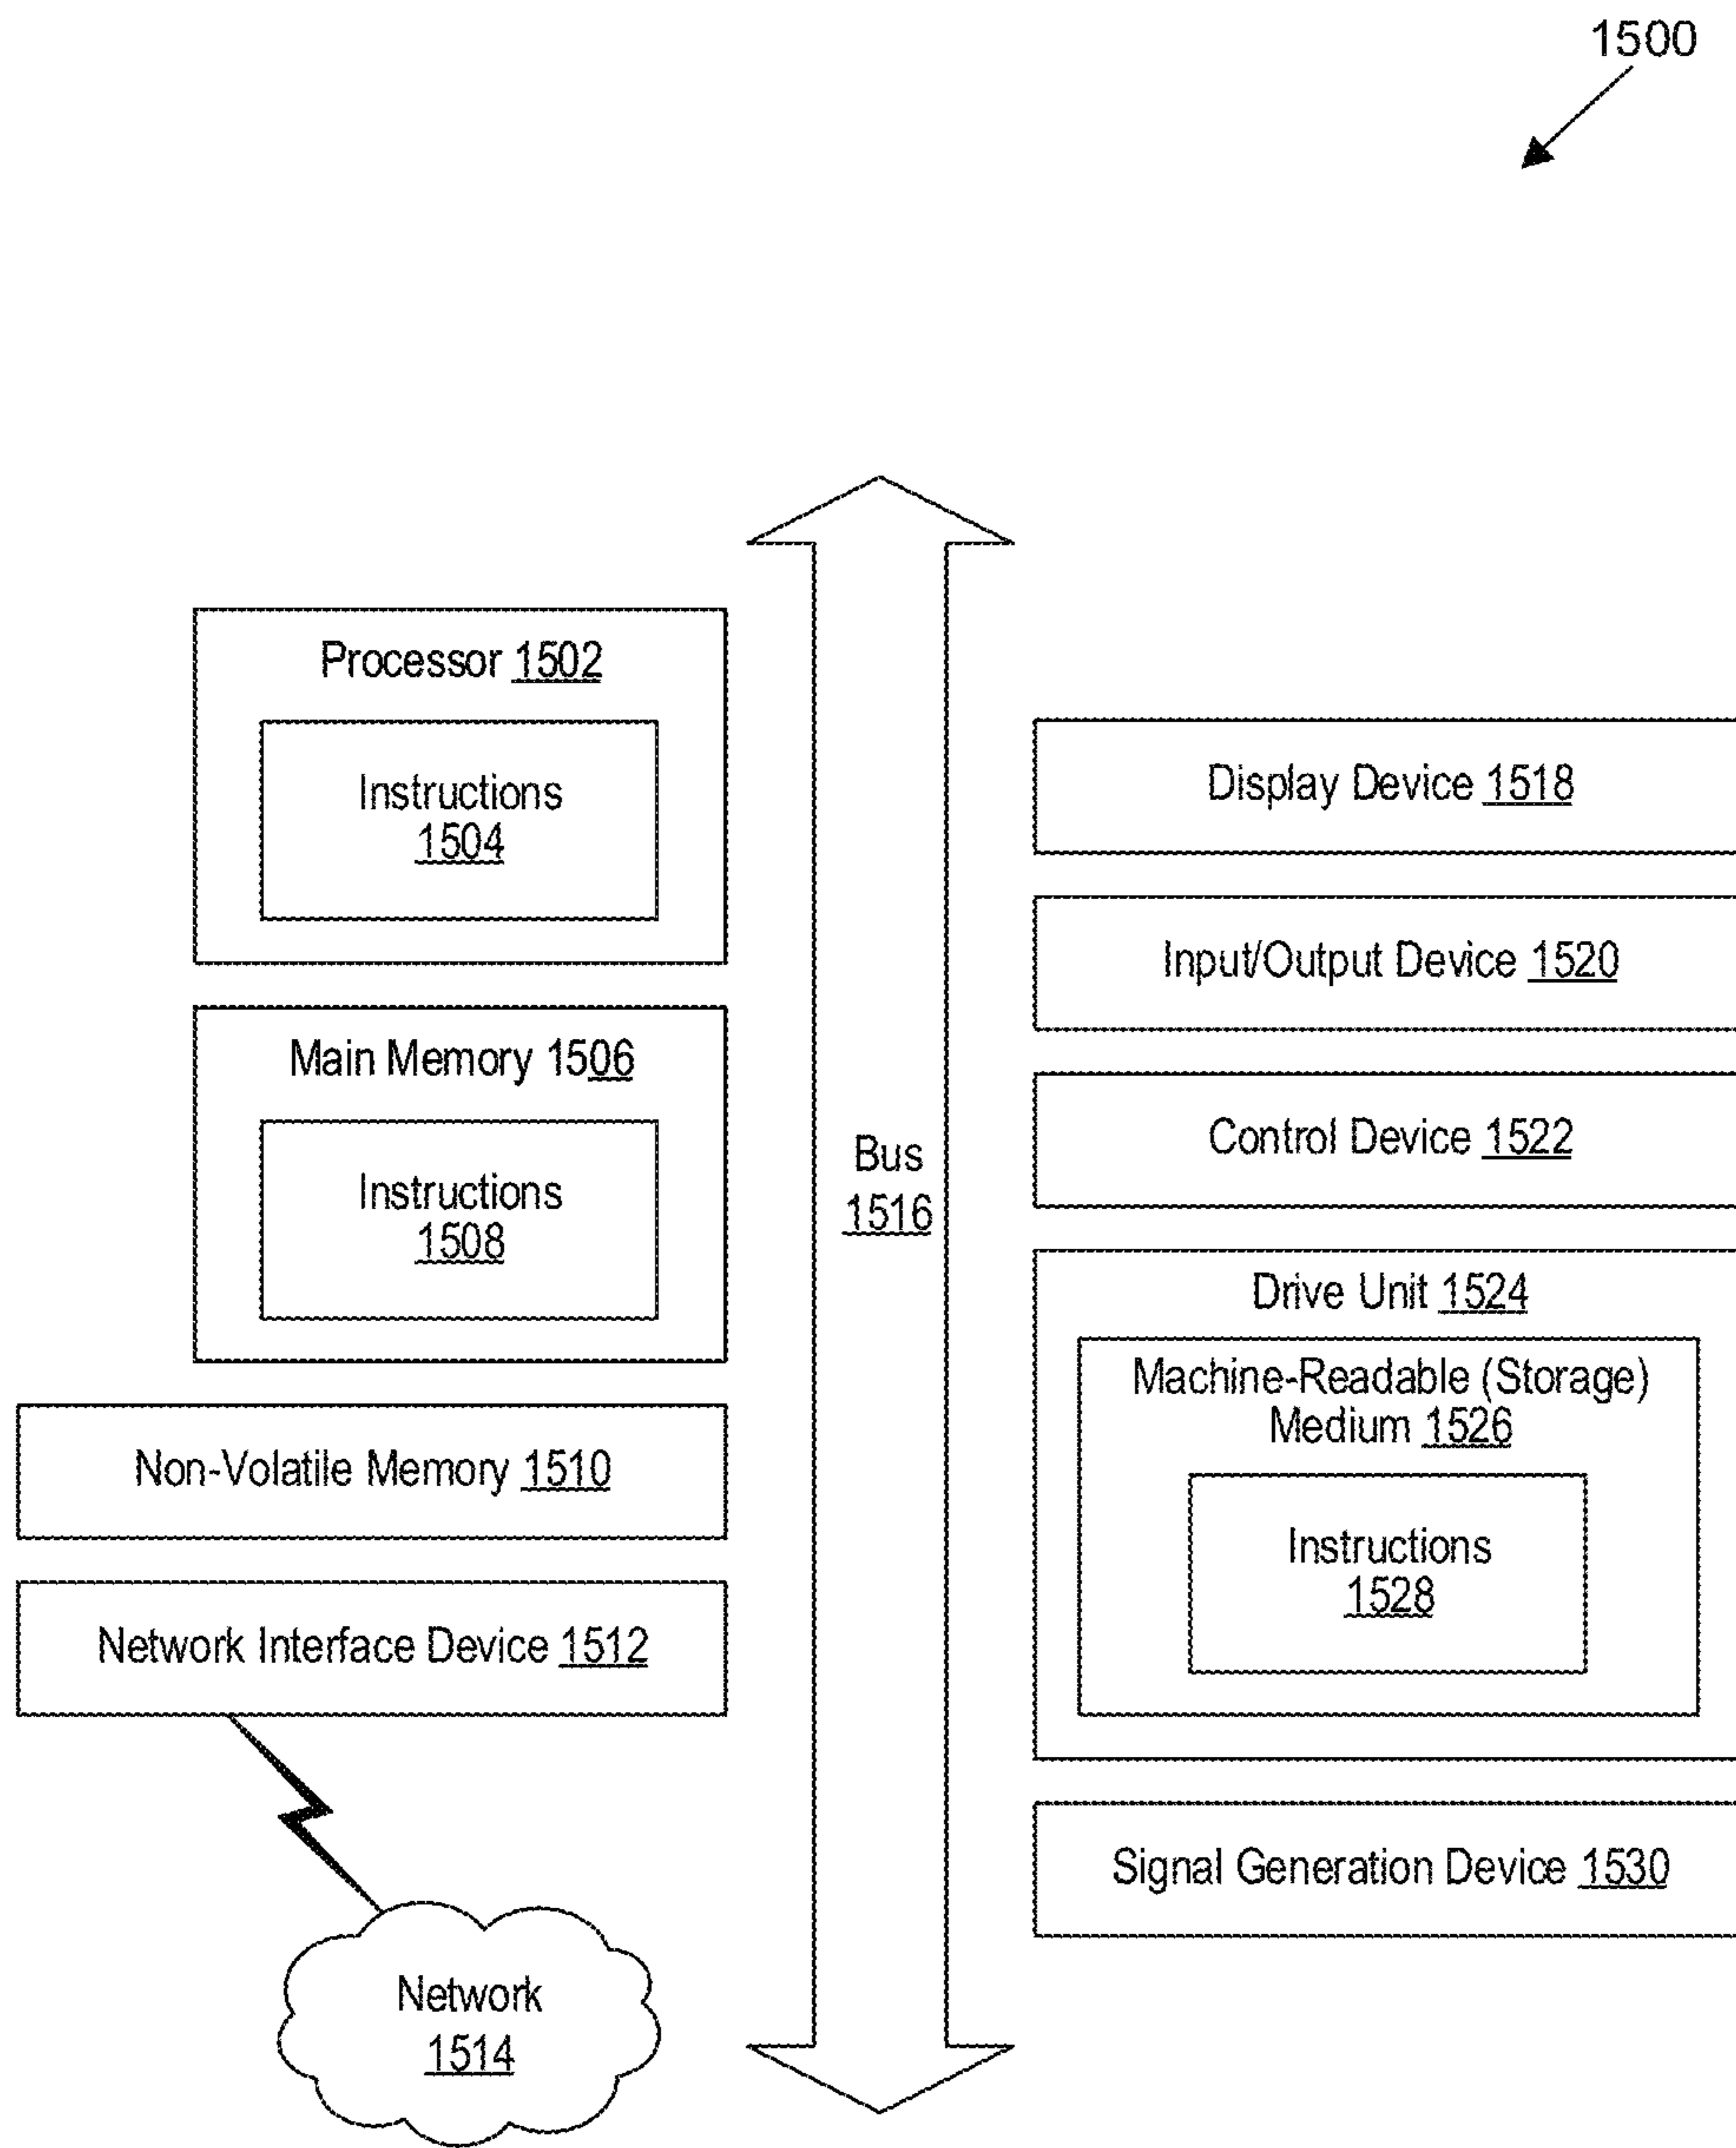 1500
Processor 1502
Instructions
1504
Main Memory 1506
Instructions
1508
Non-Volatile Memory 1510
Network Interface Device 1512
Network
1514
Bus
1516
Display Device 1518
Input/Output Device 1520
Control Device 1522
Drive Unit 1524
Machine-Readable (Storage)
Medium 1526
Instructions
1528
Signal Generation Device 1530